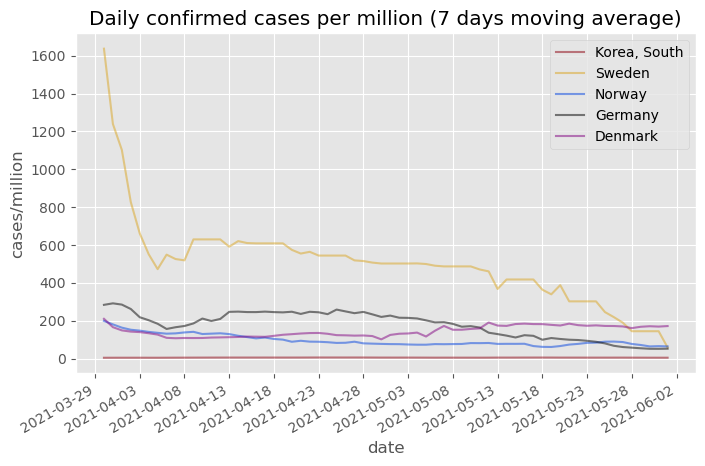 Daily confirmed cases per million (7 days moving average)
Korea, South
Sweden
Norway
Germany
Denmark
1600
1400
1200
1000
800
600
400
200
0
cases/million
2021-03-29
2021-04-03
2021-04-08
2021-04-13
2021-04-18
2021-04-23
2021-04-28
2021-05-03
2021-05-08
2021-05-13
2021-05-18
2021-05-23
2021-05-28
2021-06-02
date